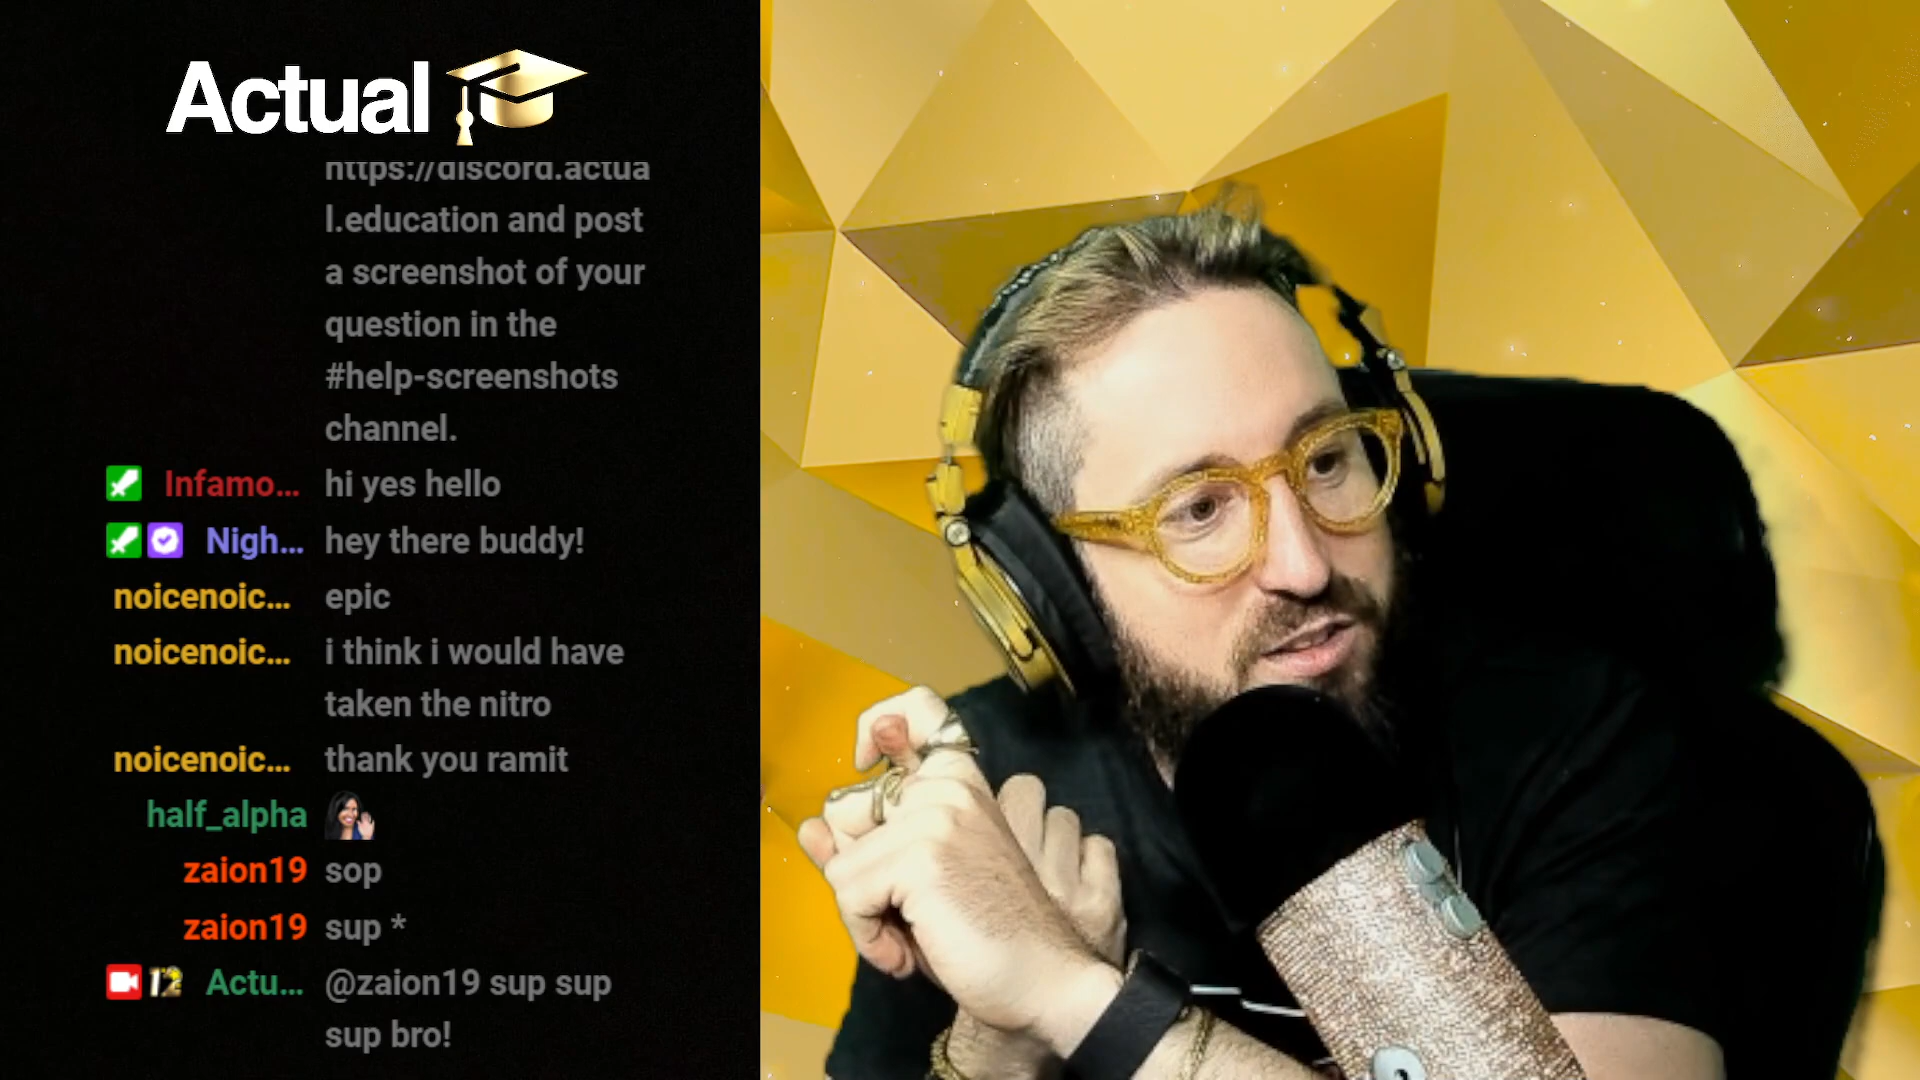 Actual
https://discord.actua
l.education and post
a screenshot of your
question in the
#help-screenshots
channel.
Infamo... hi yes hello
Nigh... hey there buddy!
noicenoic... epic
noicenoic... i think i would have
taken the nitro
noicenoic... thank you ramit
half_alpha
zaion19 sop
zaion19 sup *
Actu... @zaion19 sup sup
sup bro!